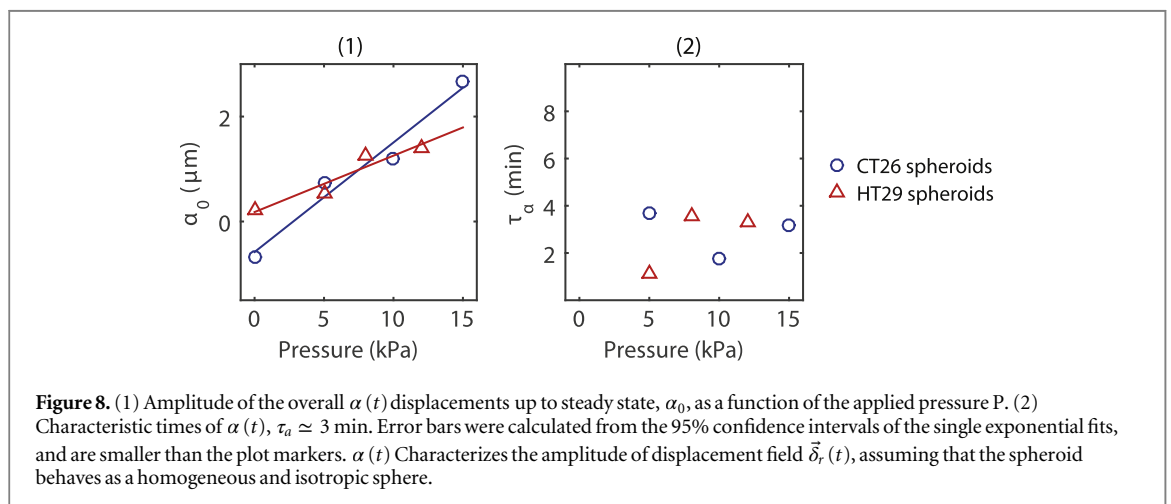 (1)
(2)
2
0
α0 (μm)
0 5 10 15
Pressure (kPa)
8
6
4
2
τα (min)
0 5 10 15
Pressure (kPa)
CT26 spheroids
HT29 spheroids
Figure 8. (1) Amplitude of the overall α (t) displacements up to steady state, α0, as a function of the applied pressure P. (2)
Characteristic times of α (t), τa ≃ 3 min. Error bars were calculated from the 95% confidence intervals of the single exponential fits,
and are smaller than the plot markers. α (t) Characterizes the amplitude of displacement field δ⃗r (t), assuming that the spheroid
behaves as a homogeneous and isotropic sphere.